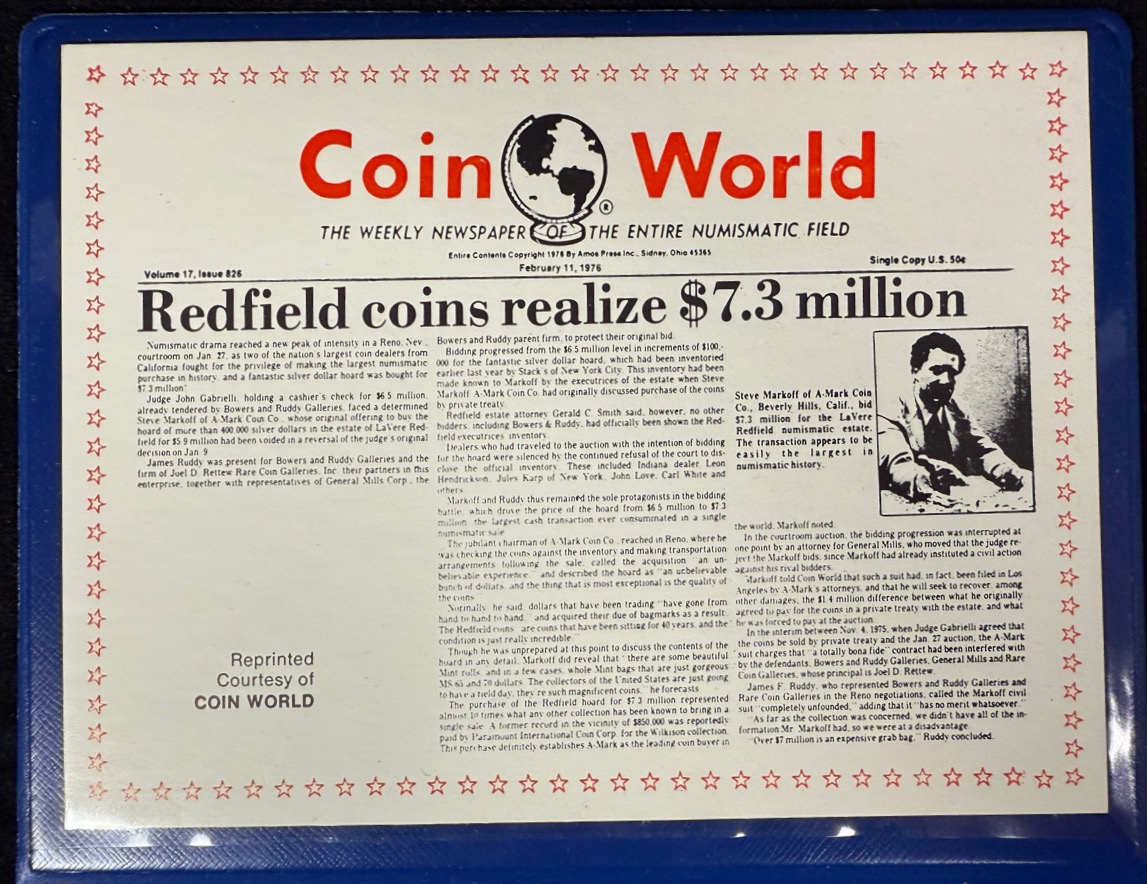 Coin World
®
THE WEEKLY NEWSPAPER OF THE ENTIRE NUMISMATIC FIELD
Entire Contents Copyright 1976 By Amos Press Inc., Sidney, Ohio 45365
Volume 17, Issue 826
February 11, 1976
Single Copy U.S. 50¢
Redfield coins realize $7.3 million
Numismatic drama reached a new peak of intensity in a Reno, Nev.,
courtroom on Jan. 27, as two of the nation's largest coin dealers from
California fought for the privilege of making the largest numismatic
purchase in history, and a fantastic silver dollar hoard was bought for
$7.3 million
Judge John Gabrielli, holding a cashier's check for $6.5 million,
already tendered by Bowers and Ruddy Galleries, faced a determined
Steve Markoff of A-Mark Coin Co., whose original offering to buy the
hoard of more than 400,000 silver dollars in the estate of LaVere Red-
field for $5.9 million had been voided in a reversal of the judge's original
decision on Jan. 9
James Ruddy was present for Bowers and Ruddy Galleries and the
firm of Joel D. Rettew Rare Coin Galleries, Inc. their partners in this
enterprise, together with representatives of General Mills Corp., the
Bowers and Ruddy parent firm, to protect their original bid.
Bidding progressed from the $6.5 million level in increments of $100,-
000 for the fantastic silver dollar hoard, which had been inventoried
earlier last year by Stack's of New York City. This inventory had been
made known to Markoff by the executrices of the estate when Steve
Markoff A-Mark Coin Co. had originally discussed purchase of the coins
by private treaty.
Redfield estate attorney Gerald C. Smith said, however, no other
bidders, including Bowers & Ruddy, had officially been shown the Red-
field executrices inventory.
Dealers who had traveled to the auction with the intention of bidding
for the hoard were silenced by the continued refusal of the court to dis-
close the official inventory. These included Indiana dealer Leon
Hendrickson, Jules Karp of New York, John Love, Carl White and
others.
Markoff and Ruddy thus remained the sole protagonists in the bidding
battle, which drove the price of the hoard from $6.5 million to $7.3
million, the largest cash transaction ever consummated in a single
numismatic sale.
The jubilant chairman of A-Mark Coin Co., reached in Reno, where he
was checking the coins against the inventory and making transportation
arrangements following the sale, called the acquisition "an un-
believable experience," and described the hoard as "an unbelievable
bunch of dollars, and the thing that is most exceptional is the quality of
the coins."
Normally, he said, dollars that have been trading "have gone from
hand to hand to hand," and acquired their due of bagmarks as a result.
The Redfield coins "are coins that have been sitting for 40 years, and the
condition is just really incredible."
Though he was unprepared at this point to discuss the contents of the
hoard in any detail, Markoff did reveal that "there are some beautiful
Mint rolls, and in a few cases, whole Mint bags that are just gorgeous
MS-65 and 70 dollars. The collectors of the United States are just going
to have a field day, they're such magnificent coins," he forecasts.
The purchase of the Redfield hoard for $7.3 million represented
almost 10 times what any other collection has been known to bring in a
single sale. A former record in the vicinity of $850,000 was reportedly
paid by Paramount International Coin Corp. for the Wilkison collection.
This purchase definitely establishes A-Mark as the leading coin buyer in
Steve Markoff of A-Mark Coin
Co., Beverly Hills, Calif., bid
$7.3 million for the LaVere
Redfield numismatic estate.
The transaction appears to be
easily the largest in
numismatic history.
the world, Markoff noted.
In the courtroom auction, the bidding progression was interrupted at
one point by an attorney for General Mills, who moved that the judge re-
ject the Markoff bids, since Markoff had already instituted a civil action
against his rival bidders.
Markoff told Coin World that such a suit had, in fact, been filed in Los
Angeles by A-Mark's attorneys, and that he will seek to recover, among
other damages, the $1.4 million difference between what he originally
agreed to pay for the coins in a private treaty with the estate, and what
he was forced to pay at the auction.
In the interim between Nov. 4, 1975, when Judge Gabrielli agreed that
the coins be sold by private treaty and the Jan. 27 auction, the A-Mark
suit charges that "a totally bona fide" contract had been interfered with
by the defendants, Bowers and Ruddy Galleries, General Mills and Rare
Coin Galleries, whose principal is Joel D. Rettew.
James F. Ruddy, who represented Bowers and Ruddy Galleries and
Rare Coin Galleries in the Reno negotiations, called the Markoff civil
suit "completely unfounded," adding that it "has no merit whatsoever."
"As far as the collection was concerned, we didn't have all of the in-
formation Mr. Markoff had, so we were at a disadvantage.
"Over $7 million is an expensive grab bag," Ruddy concluded.
Reprinted
Courtesy of
COIN WORLD